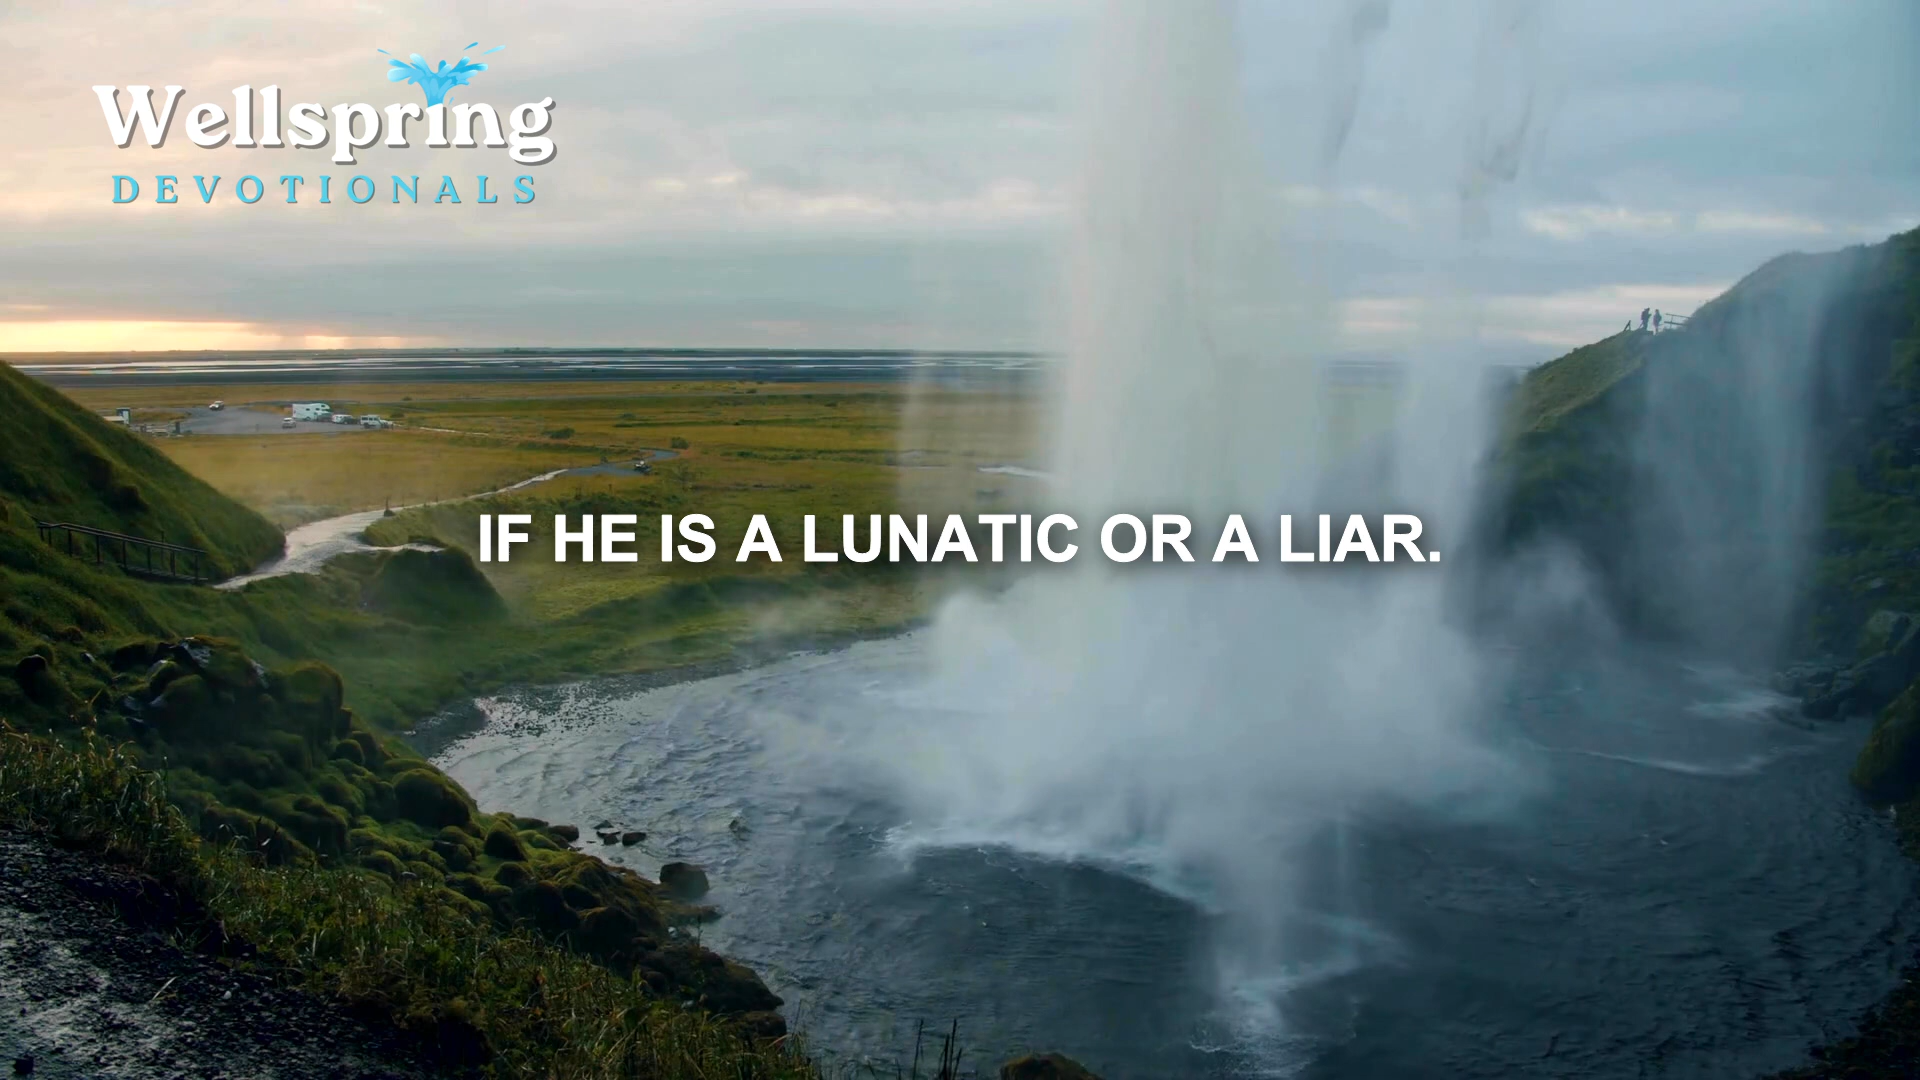 Wellspring
DEVOTIONALS
IF HE IS A LUNATIC OR A LIAR.